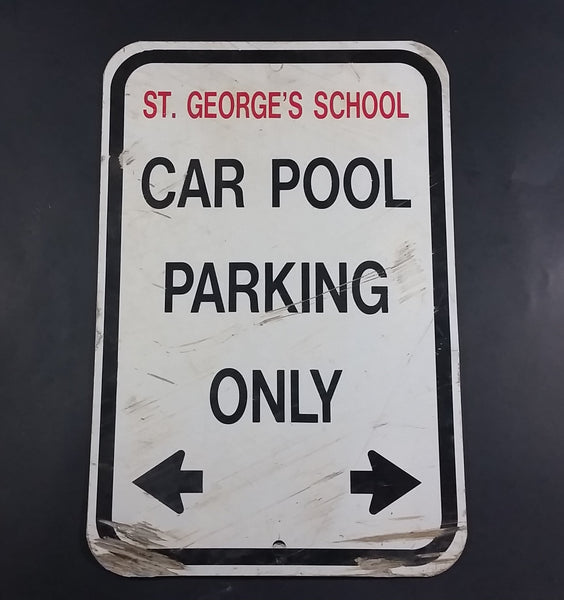 ST. GEORGE'S SCHOOL
CAR POOL
PARKING
ONLY